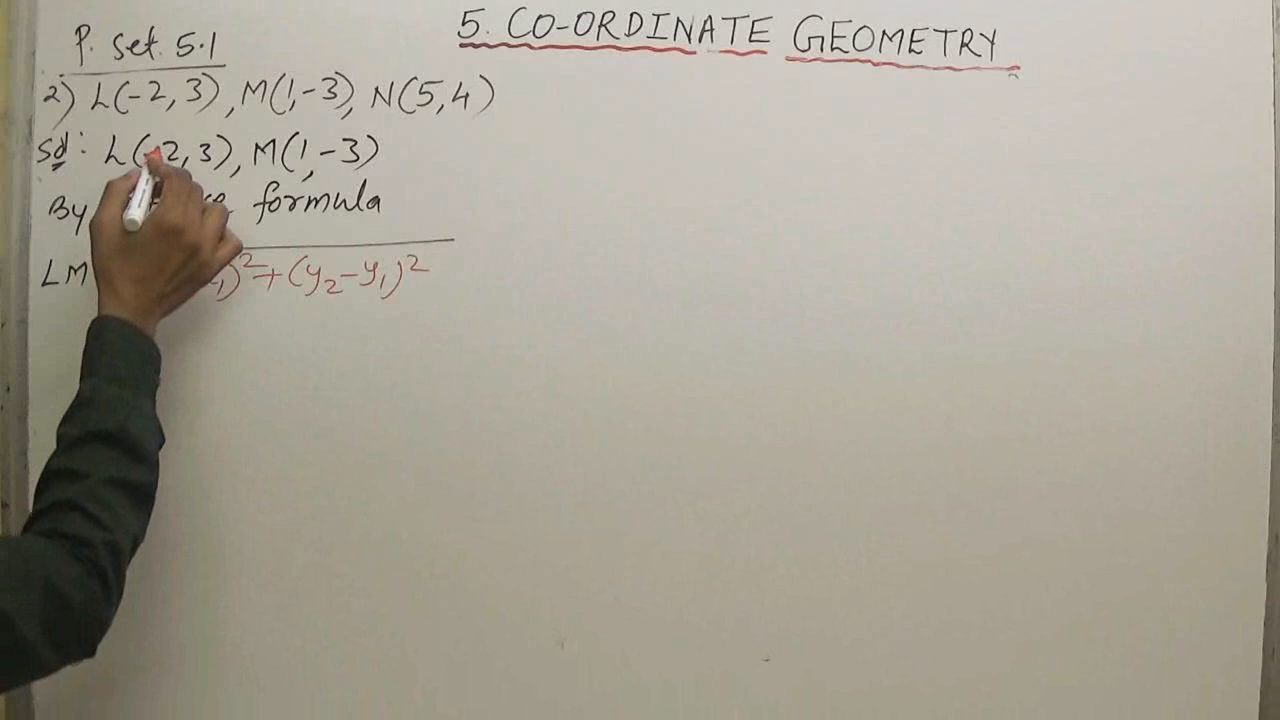 5. CO-ORDINATE GEOMETRY
P. Set. 5.1
2) L(-2, 3), M(1, -3), N(5, 4)
Sol: L(-2, 3), M(1, -3)
By formula
LM )² + (y₂ - y₁)²